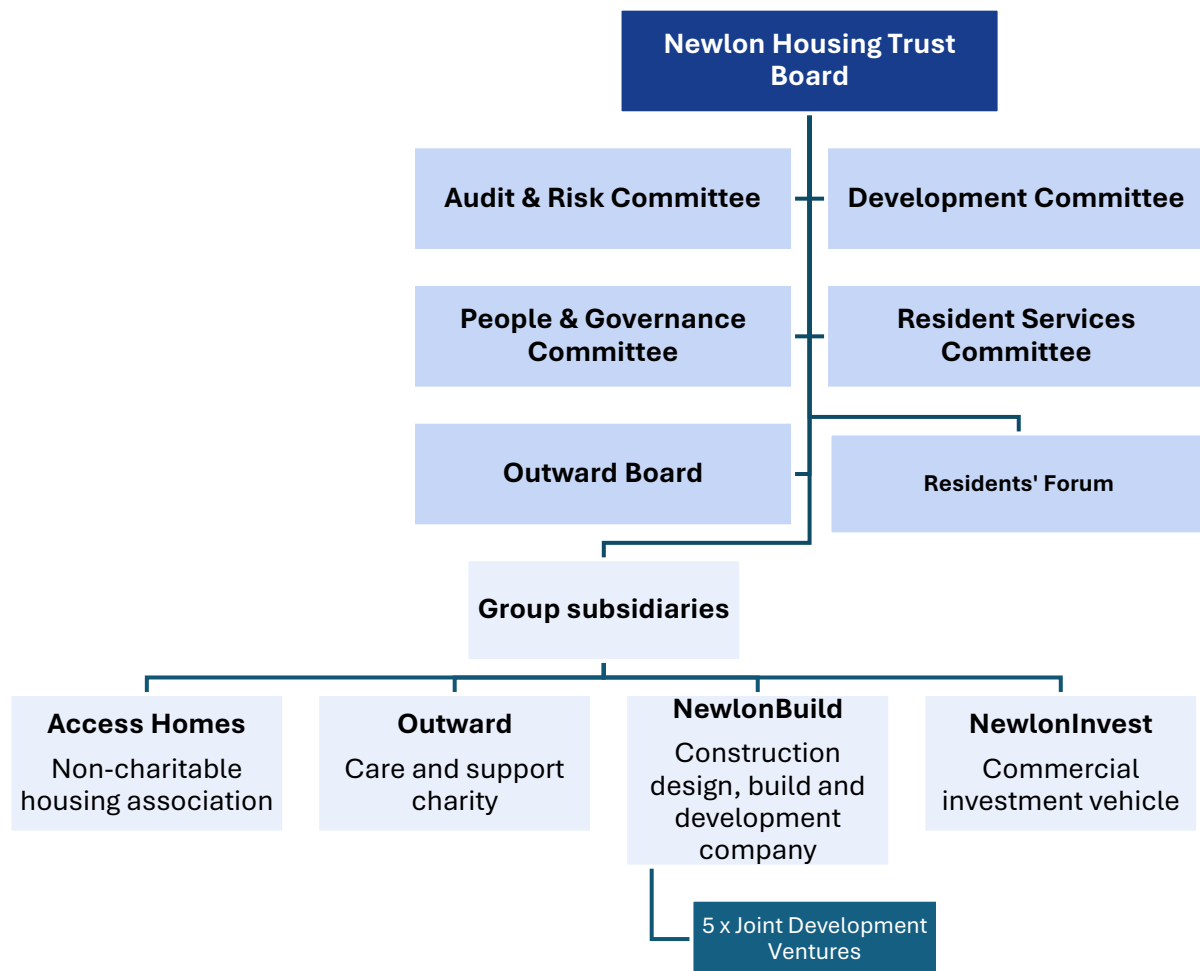 Newlon Housing Trust
Board
Audit & Risk Committee
Development Committee
People & Governance
Committee
Resident Services
Committee
Outward Board
Residents' Forum
Group subsidiaries
Access Homes
Non-charitable
housing association
Outward
Care and support
charity
NewlonBuild
Construction
design, build and
development
company
NewlonInvest
Commercial
investment vehicle
5 x Joint Development
Ventures